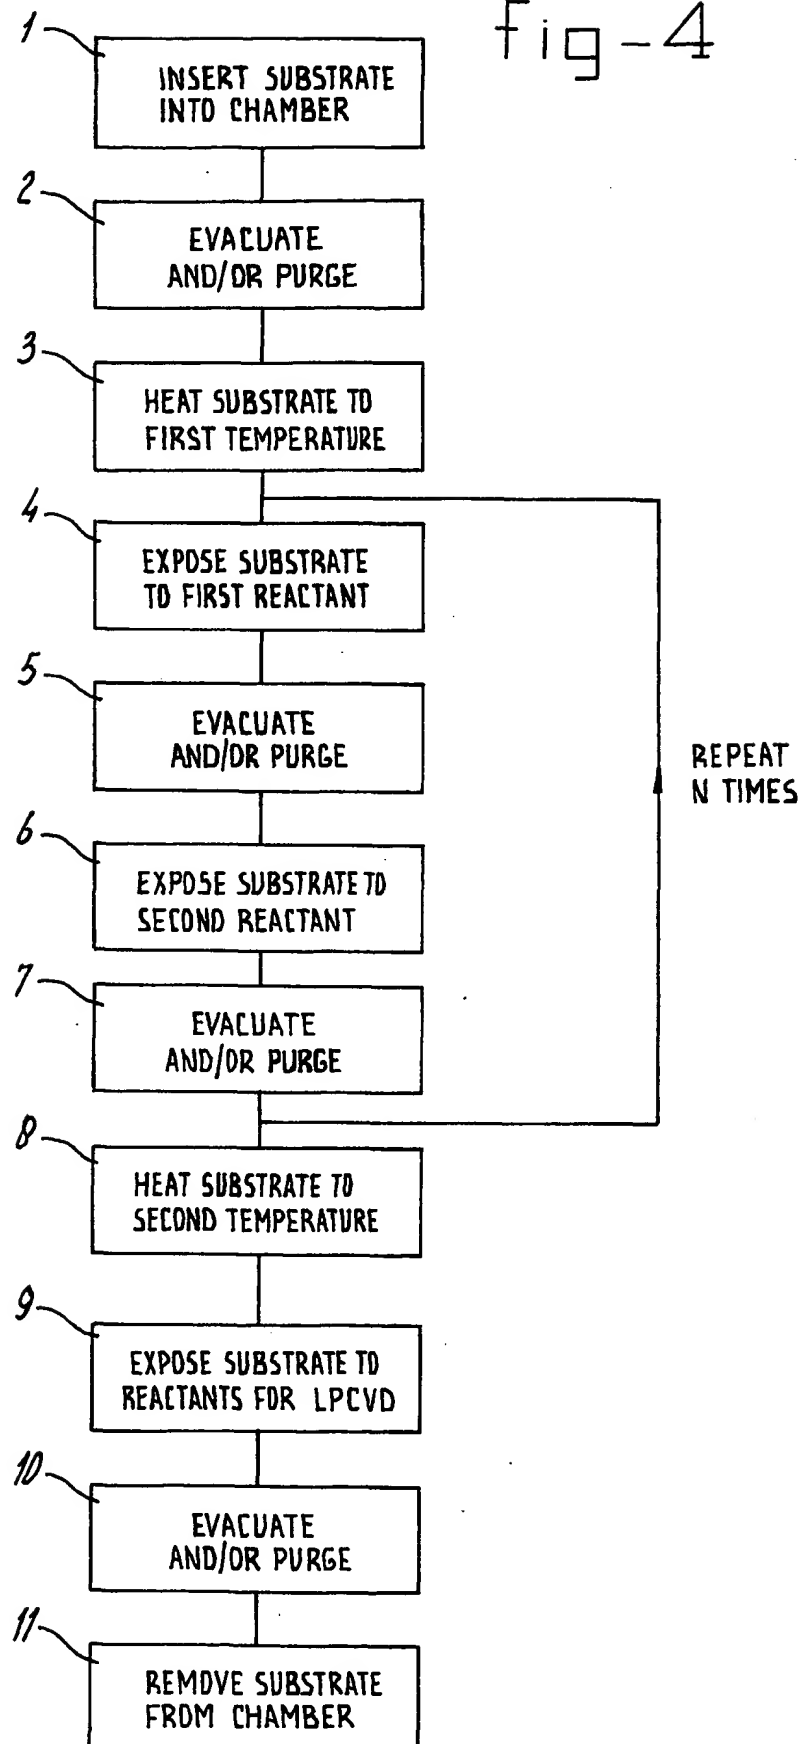 fig-4
1
INSERT SUBSTRATE
INTO CHAMBER
2
EVACUATE
AND/OR PURGE
3
HEAT SUBSTRATE TO
FIRST TEMPERATURE
4
EXPOSE SUBSTRATE
TO FIRST REACTANT
5
EVACUATE
AND/OR PURGE
REPEAT
N TIMES
6
EXPOSE SUBSTRATE TO
SECOND REACTANT
7
EVACUATE
AND/OR PURGE
8
HEAT SUBSTRATE TO
SECOND TEMPERATURE
9
EXPOSE SUBSTRATE TO
REACTANTS FOR LPCVD
10
EVACUATE
AND/OR PURGE
11
REMOVE SUBSTRATE
FROM CHAMBER